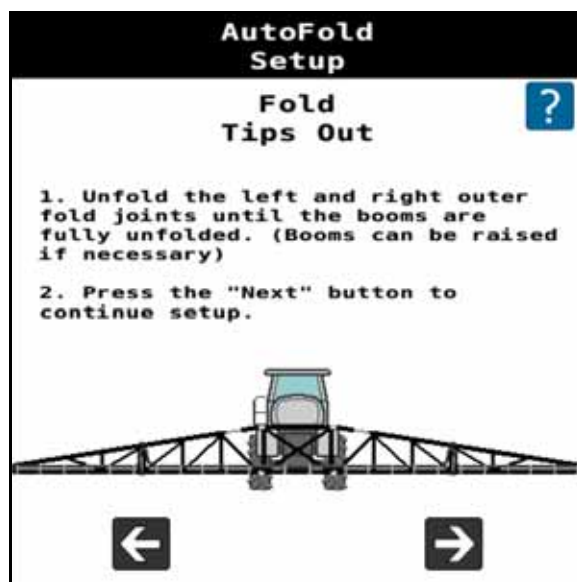 AutoFold
Setup
Fold
Tips Out
?
1. Unfold the left and right outer
fold joints until the booms are
fully unfolded. (Booms can be raised
if necessary)
2. Press the "Next" button to
continue setup.